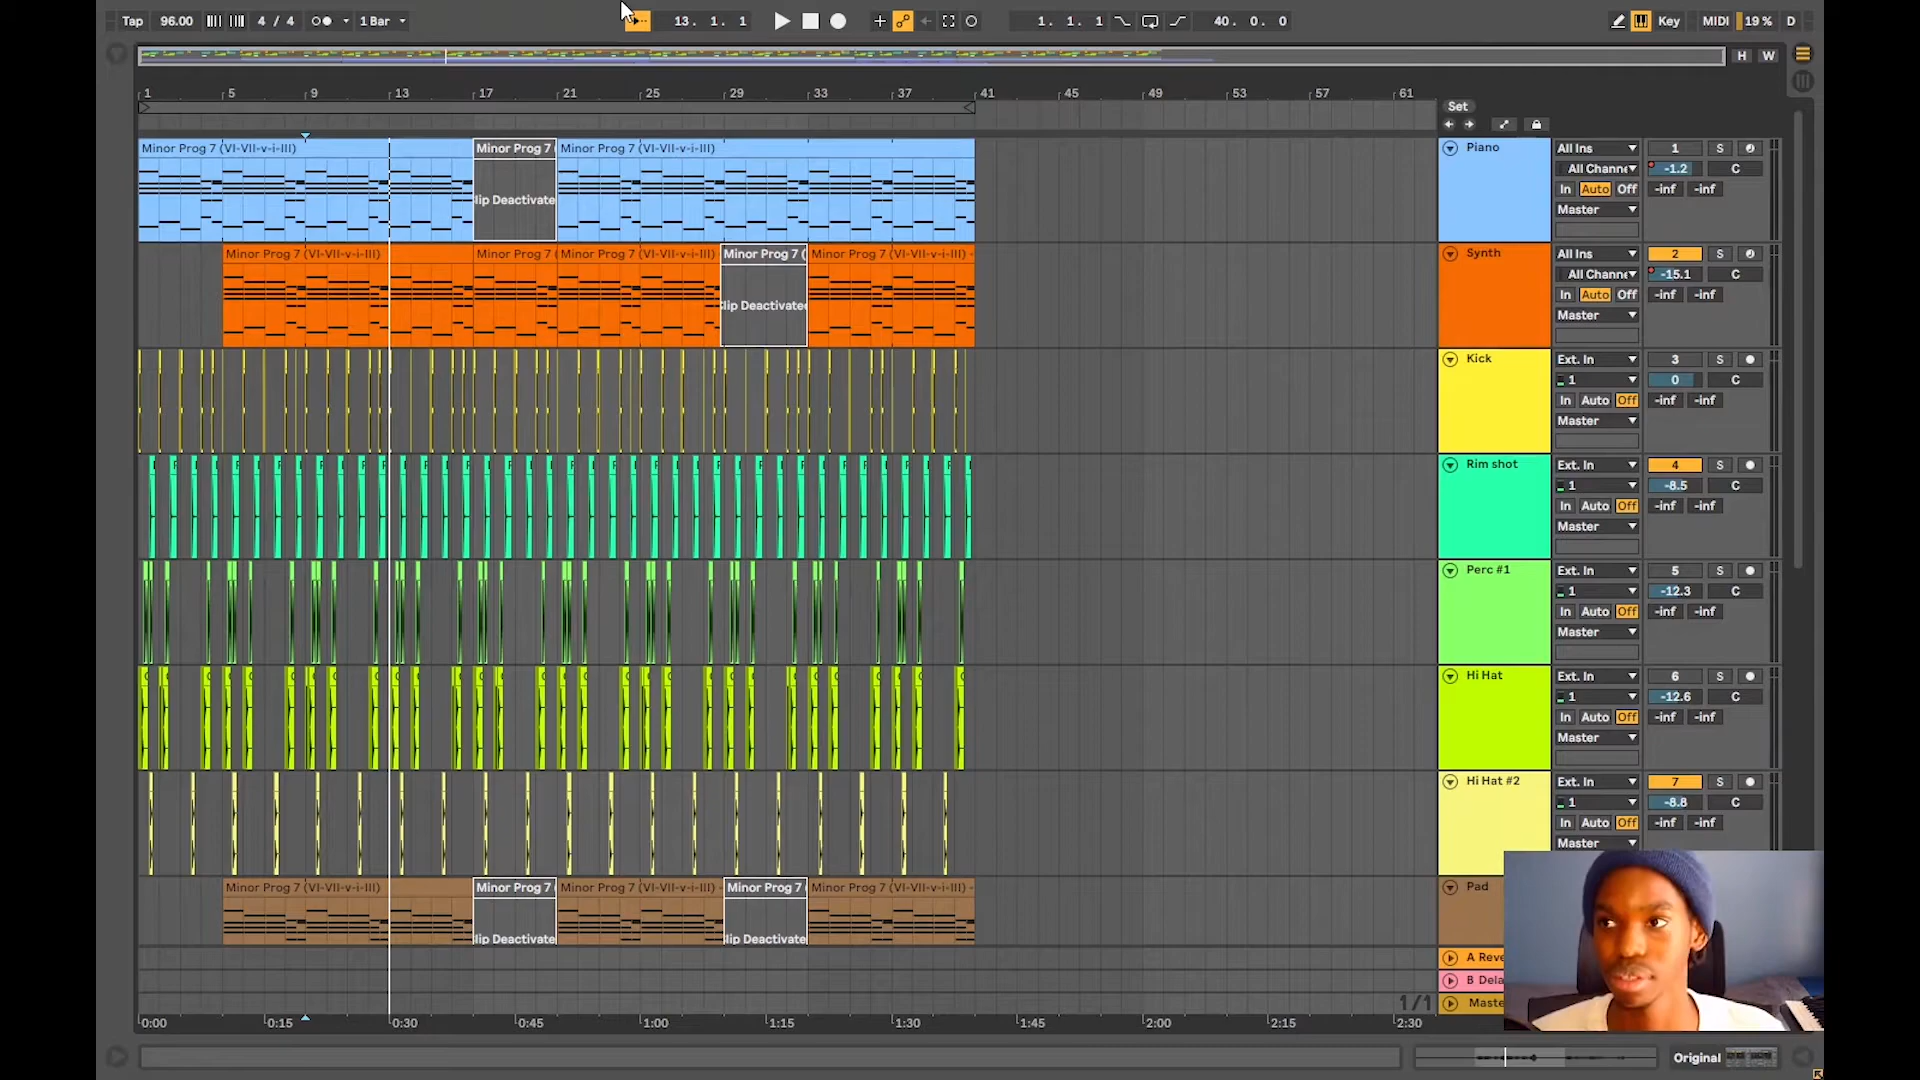 Tap 96.00 4 / 4 1 Bar 13. 1. 1 1. 1. 1 40. 0. 0 Key MIDI 19 % D
H W
1 5 9 13 17 21 25 29 33 37 41 45 49 53 57 61
Set
Minor Prog 7 (VI-VII-v-i-III) Minor Prog 7 ( Minor Prog 7 (VI-VII-v-i-III) Piano All Ins 1 S
All Channe -1.2 C
lip Deactivate In Auto Off -inf -inf
Master
Minor Prog 7 (VI-VII-v-i-III) Minor Prog 7 ( Minor Prog 7 (VI-VII-v-i-III) Minor Prog 7 ( Minor Prog 7 (VI-VII-v-i-III) - Synth All Ins 2 S
All Channe -15.1 C
lip Deactivate In Auto Off -inf -inf
Master
Kick Ext. In 3 S
1 0 C
In Auto Off -inf -inf
Master
Rim shot Ext. In 4 S
1 -8.5 C
In Auto Off -inf -inf
Master
Perc #1 Ext. In 5 S
1 -12.3 C
In Auto Off -inf -inf
Master
Hi Hat Ext. In 6 S
1 -12.6 C
In Auto Off -inf -inf
Master
Hi Hat #2 Ext. In 7 S
1 -8.8 C
In Auto Off -inf -inf
Master
Minor Prog 7 (VI-VII-v-i-III) Minor Prog 7 ( Minor Prog 7 (VI-VII-v-i-III) - Minor Prog 7 Minor Prog 7 (VI-VII-v-i-III) - Pad
lip Deactivate lip Deactivate
A Reve
B Dela
1/1 Maste
0:00 0:15 0:30 0:45 1:00 1:15 1:30 1:45 2:00 2:15 2:30
Original